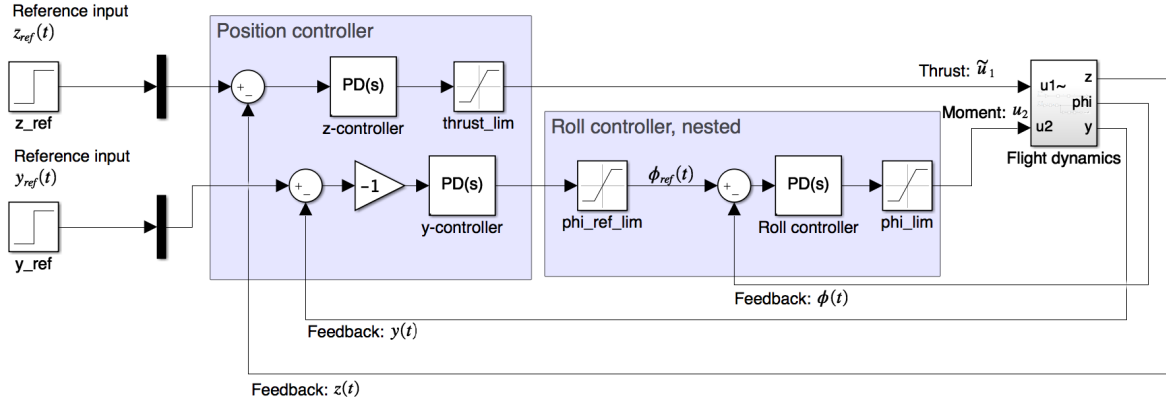 Reference input
z_ref(t)
z_ref
Reference input
y_ref(t)
y_ref
Position controller
+
−
PD(s)
z-controller
thrust_lim
+
−
-1
PD(s)
y-controller
Roll controller, nested
phi_ref_lim
ϕ_ref(t)
+
−
PD(s)
Roll controller
phi_lim
Thrust: ũ₁
Moment: u₂
u1~
u2
z
phi
y
Flight dynamics
Feedback: ϕ(t)
Feedback: y(t)
Feedback: z(t)